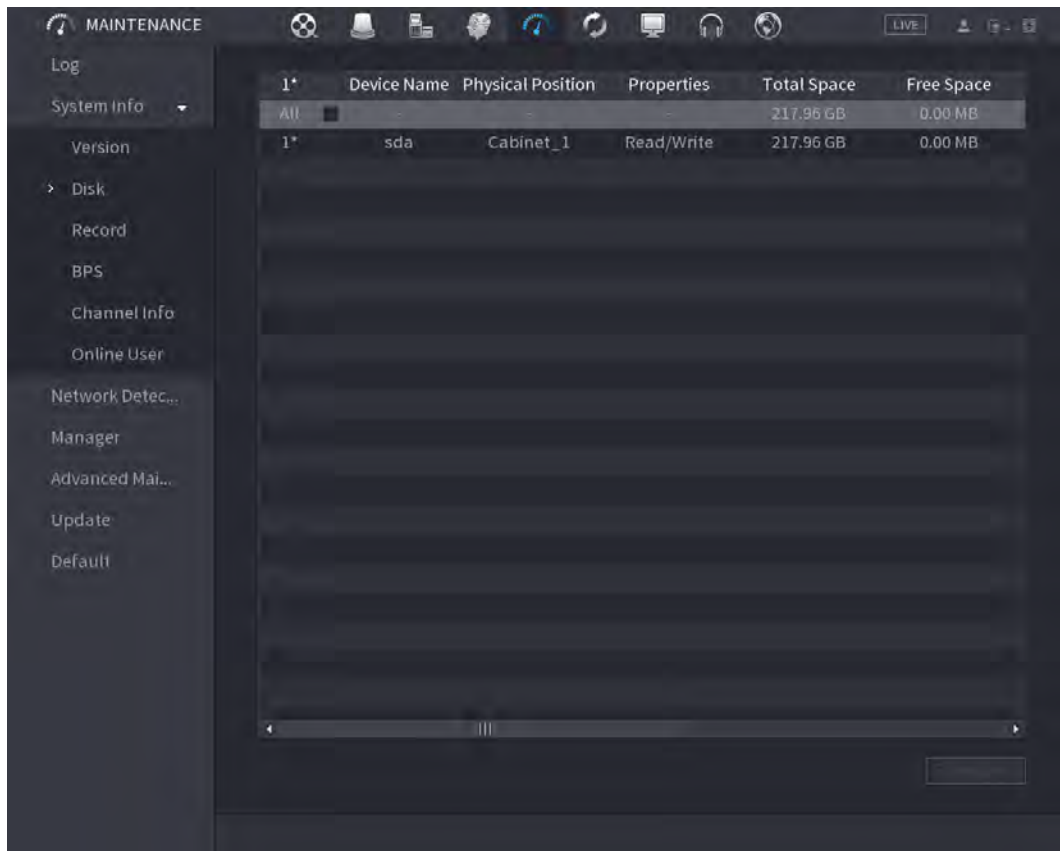 MAINTENANCE
LIVE
Log
System Info
Version
Disk
Record
BPS
Channel Info
Online User
Network Detec...
Manager
Advanced Mai...
Update
Default
1* Device Name Physical Position Properties Total Space Free Space
All - - - 217.96 GB 0.00 MB
1* sda Cabinet_1 Read/Write 217.96 GB 0.00 MB